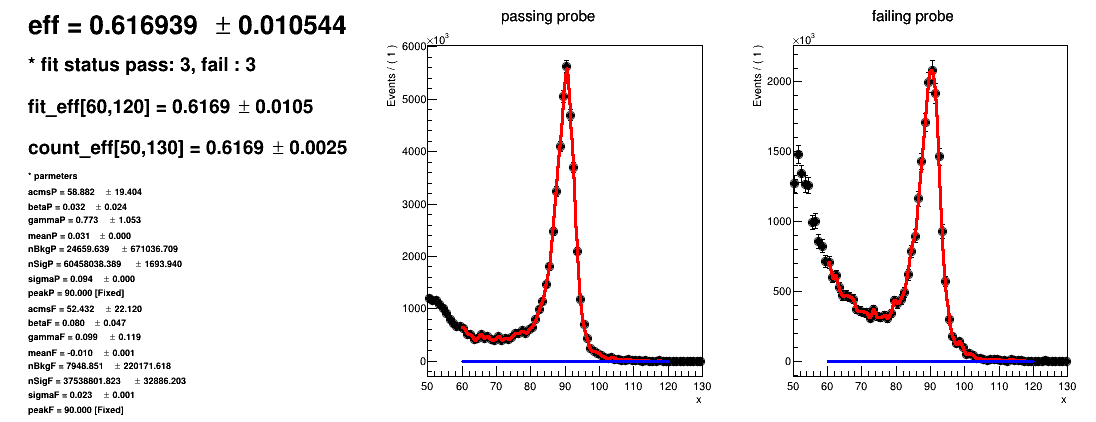 eff = 0.616939 ± 0.010544
* fit status pass: 3, fail : 3
fit_eff[60,120] = 0.6169 ± 0.0105
count_eff[50,130] = 0.6169 ± 0.0025
* parmeters
acmsP = 58.882 ± 19.404
betaP = 0.032 ± 0.024
gammaP = 0.773 ± 1.053
meanP = 0.031 ± 0.000
nBkgP = 24659.639 ± 671036.709
nSigP = 60458038.389 ± 1693.940
sigmaP = 0.094 ± 0.000
peakP = 90.000 [Fixed]
acmsF = 52.432 ± 22.120
betaF = 0.080 ± 0.047
gammaF = 0.099 ± 0.119
meanF = -0.010 ± 0.001
nBkgF = 7948.851 ± 220171.618
nSigF = 37538801.823 ± 32886.203
sigmaF = 0.023 ± 0.001
peakF = 90.000 [Fixed]
passing probe
×10³
Events / ( 1 )
6000
5000
4000
3000
2000
1000
0
50 60 70 80 90 100 110 120 130
x
failing probe
×10³
Events / ( 1 )
2000
1500
1000
500
0
50 60 70 80 90 100 110 120 130
x